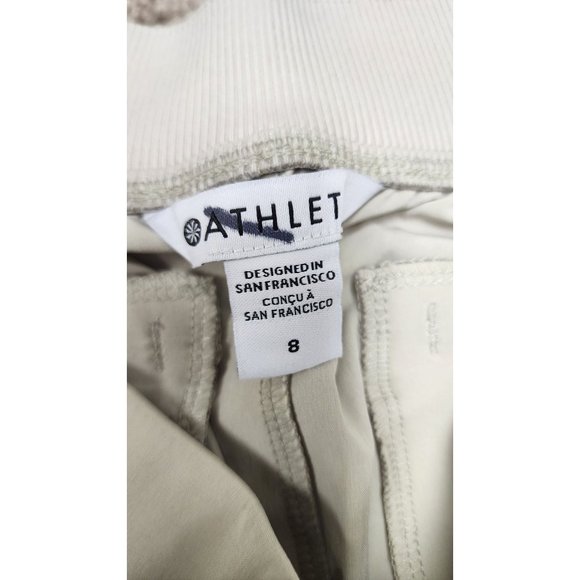 ATHLET
DESIGNED IN
SAN FRANCISCO
CONÇU À
SAN FRANCISCO
8